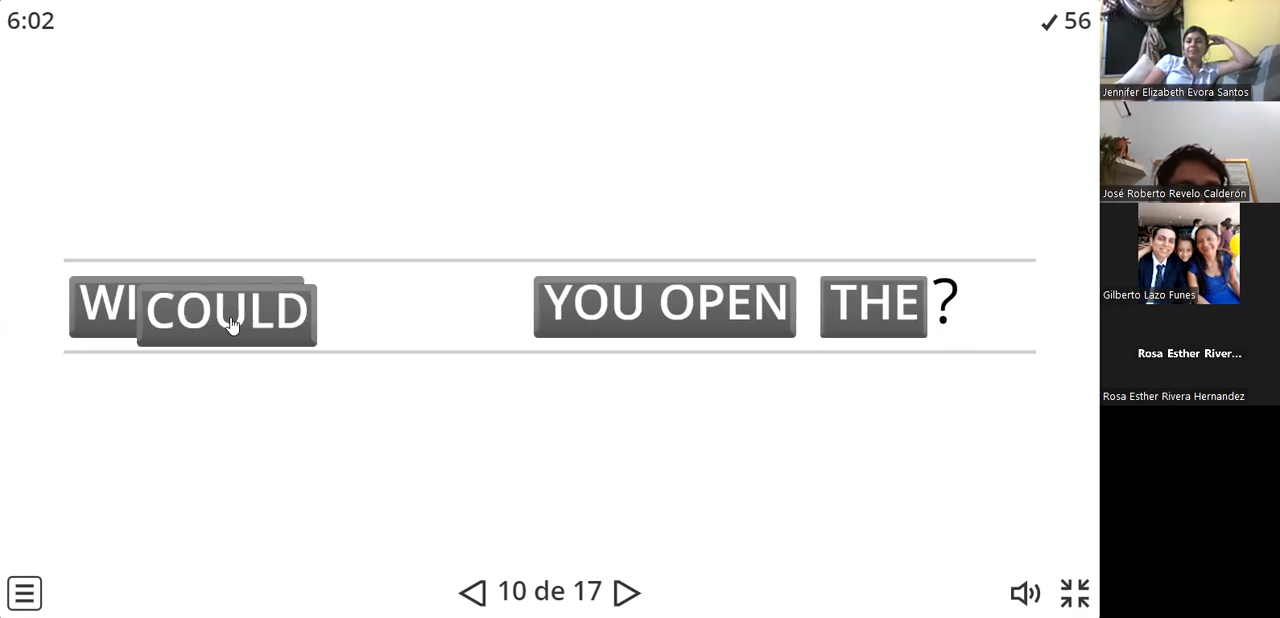 6:02
56
WI COULD YOU OPEN THE ?
10 de 17
Jennifer Elizabeth Evora Santos
José Roberto Revelo Calderón
Gilberto Lazo Funes
Rosa Esther River...
Rosa Esther Rivera Hernandez